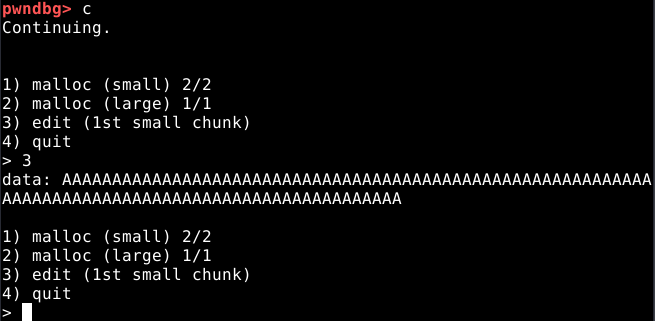 pwndbg> c
Continuing.
1) malloc (small) 2/2
2) malloc (large) 1/1
3) edit (1st small chunk)
4) quit
> 3
data: AAAAAAAAAAAAAAAAAAAAAAAAAAAAAAAAAAAAAAAAAAAAAAAAAAAAAAAAAAA
AAAAAAAAAAAAAAAAAAAAAAAAAAAAAAAAAAAAAAAA
1) malloc (small) 2/2
2) malloc (large) 1/1
3) edit (1st small chunk)
4) quit
>